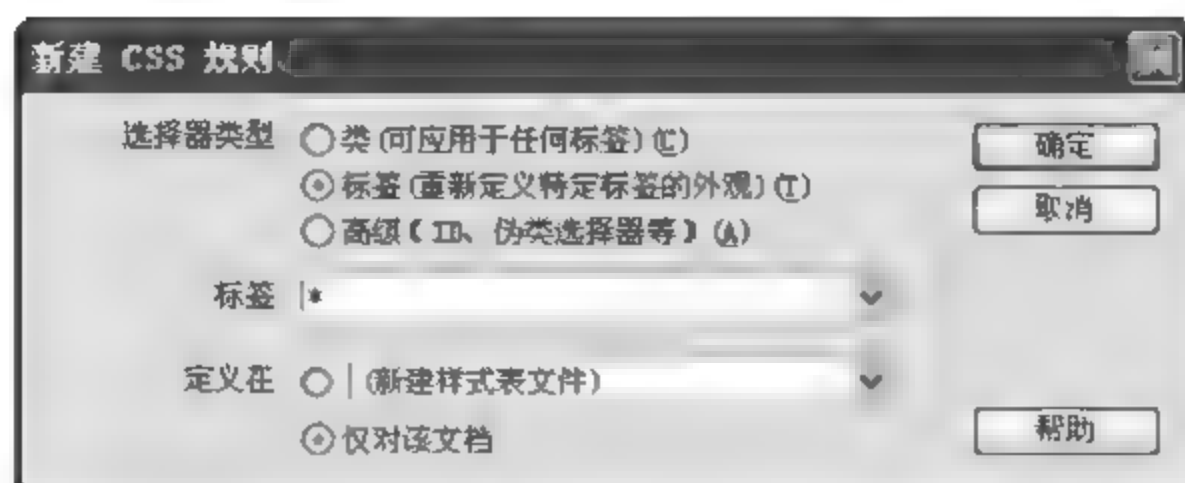 新建 CSS 规则
选择器类型 类(可应用于任何标签)(C)
标签(重新定义特定标签的外观)(T)
高级(ID、伪类选择器等)(A)
标签 *
定义在 (新建样式表文件)
仅对该文档
确定
取消
帮助